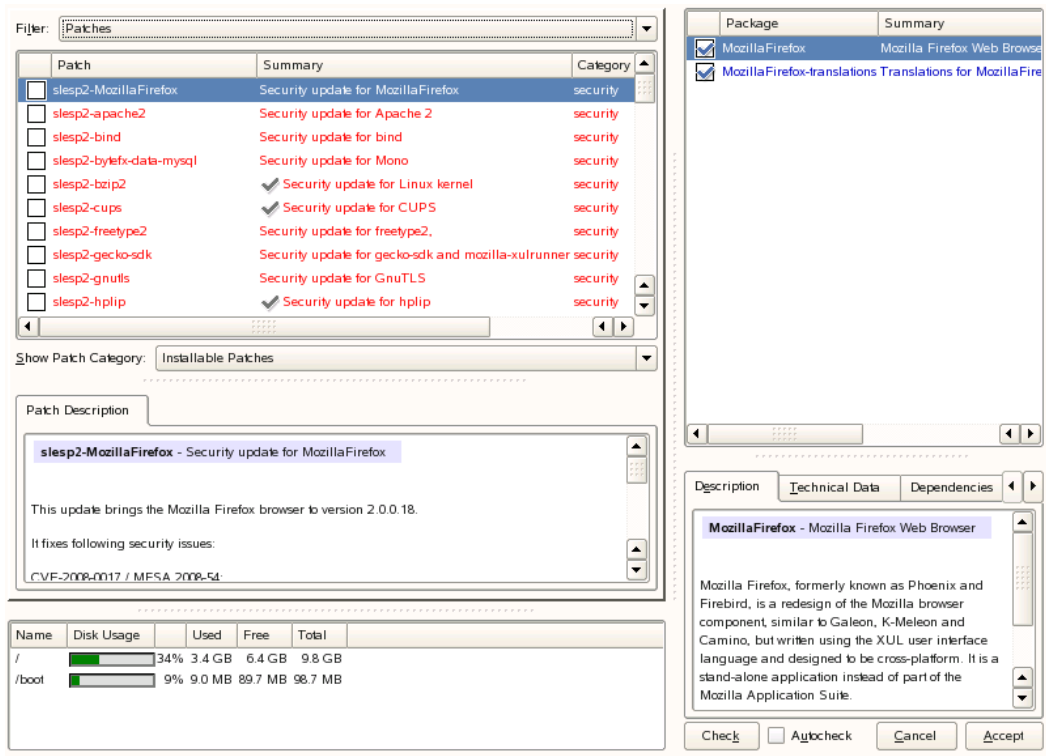 Filter: Patches
Patch Summary Category
slesp2-MozillaFirefox Security update for MozillaFirefox security
slesp2-apache2 Security update for Apache 2 security
slesp2-bind Security update for bind security
slesp2-bytefx-data-mysql Security update for Mono security
slesp2-bzip2 Security update for Linux kernel security
slesp2-cups Security update for CUPS security
slesp2-freetype2 Security update for freetype2, security
slesp2-gecko-sdk Security update for gecko-sdk and mozilla-xulrunner security
slesp2-gnutls Security update for GnuTLS security
slesp2-hplip Security update for hplip security
Show Patch Category: Installable Patches
Patch Description
slesp2-MozillaFirefox - Security update for MozillaFirefox
This update brings the Mozilla Firefox browser to version 2.0.0.18.
It fixes following security issues:
CVE-2008-0017 / MFSA 2008-54:
Name Disk Usage Used Free Total
/ 34% 3.4 GB 6.4 GB 9.8 GB
/boot 9% 9.0 MB 89.7 MB 98.7 MB
Package Summary
MozillaFirefox Mozilla Firefox Web Browse
MozillaFirefox-translations Translations for MozillaFire
Description Technical Data Dependencies
MozillaFirefox - Mozilla Firefox Web Browser
Mozilla Firefox, formerly known as Phoenix and
Firebird, is a redesign of the Mozilla browser
component, similar to Galeon, K-Meleon and
Camino, but written using the XUL user interface
language and designed to be cross-platform. It is a
stand-alone application instead of part of the
Mozilla Application Suite.
Check Autocheck Cancel Accept